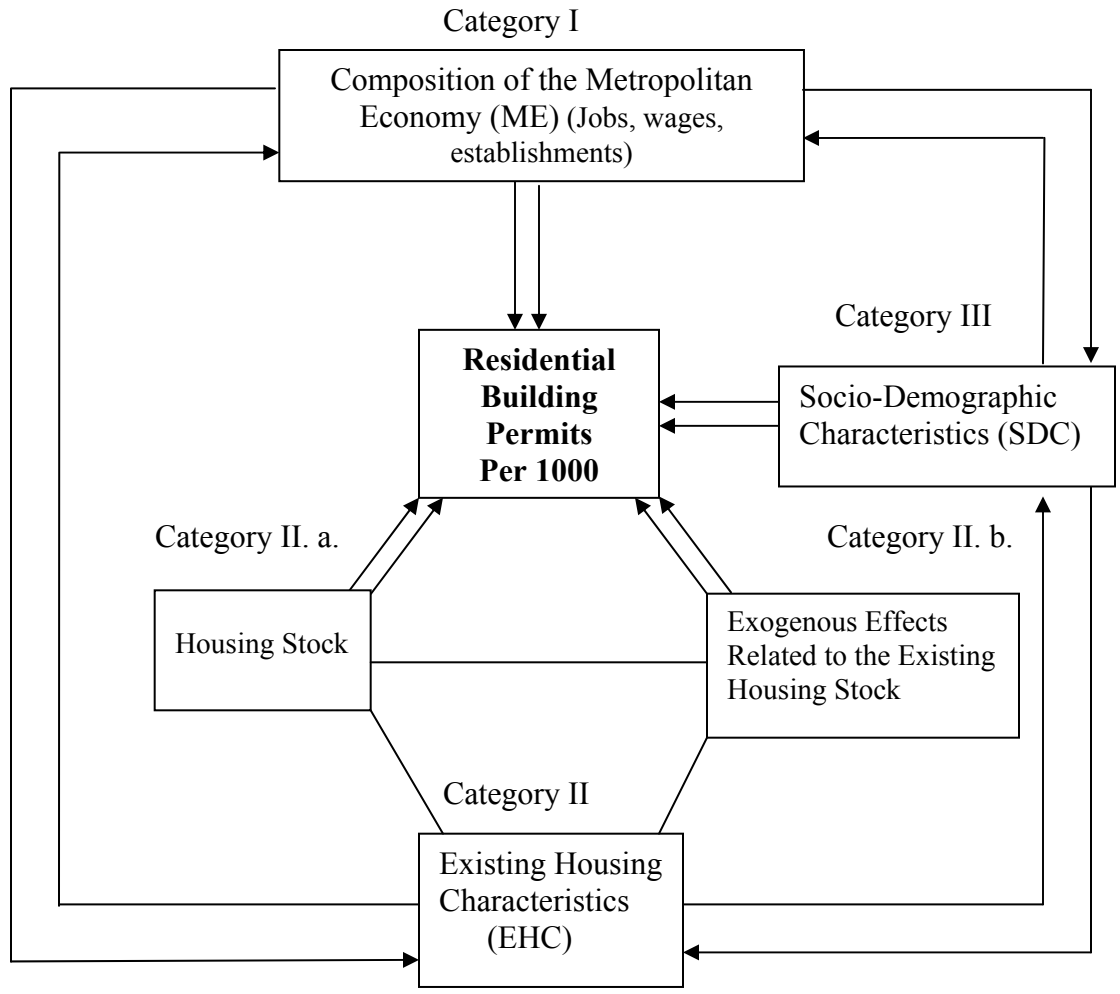 Category I
Composition of the Metropolitan
Economy (ME) (Jobs, wages,
establishments)
Category III
Residential
Building
Permits
Per 1000
Socio-Demographic
Characteristics (SDC)
Category II. a.
Category II. b.
Housing Stock
Exogenous Effects
Related to the Existing
Housing Stock
Category II
Existing Housing
Characteristics
(EHC)